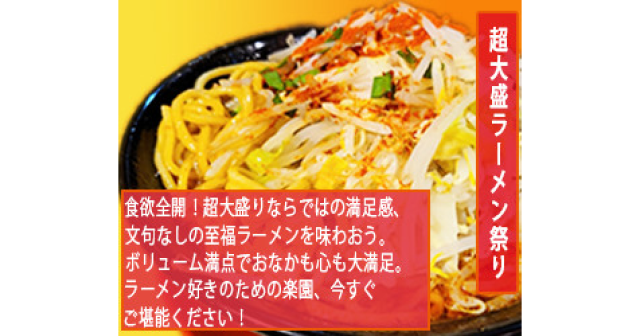 超大盛ラーメン祭り
食欲全開！超大盛りならではの満足感、
文句なしの至福ラーメンを味わおう。
ボリューム満点でおなかも心も大満足。
ラーメン好きのための楽園、今すぐ
ご堪能ください！